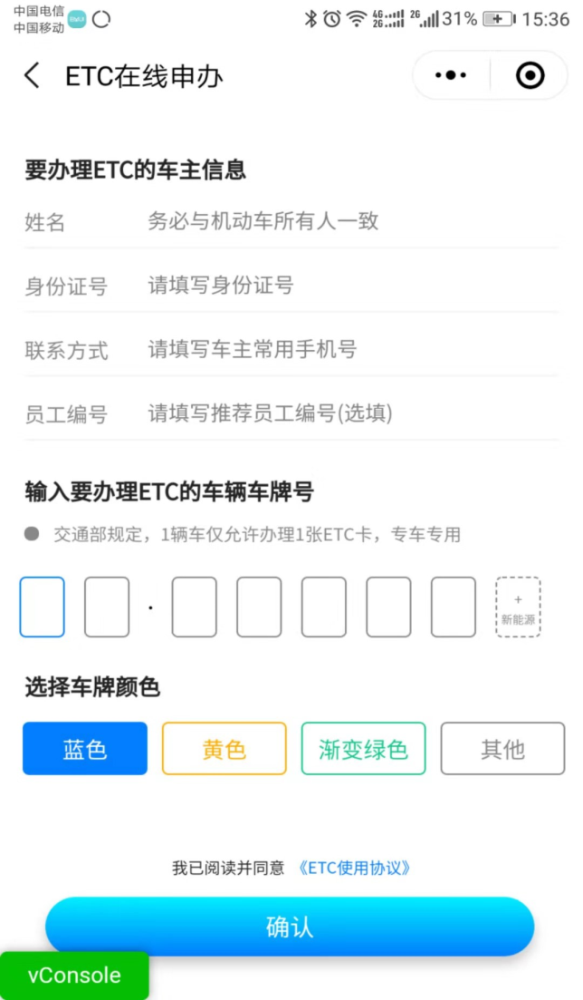 中国电信
中国移动
4G 2G 2G 31% 15:36
ETC在线申办
要办理ETC的车主信息
姓名 务必与机动车所有人一致
身份证号 请填写身份证号
联系方式 请填写车主常用手机号
员工编号 请填写推荐员工编号(选填)
输入要办理ETC的车辆车牌号
交通部规定，1辆车仅允许办理1张ETC卡，专车专用
+
新能源
选择车牌颜色
蓝色 黄色 渐变绿色 其他
我已阅读并同意 《ETC使用协议》
确认
vConsole